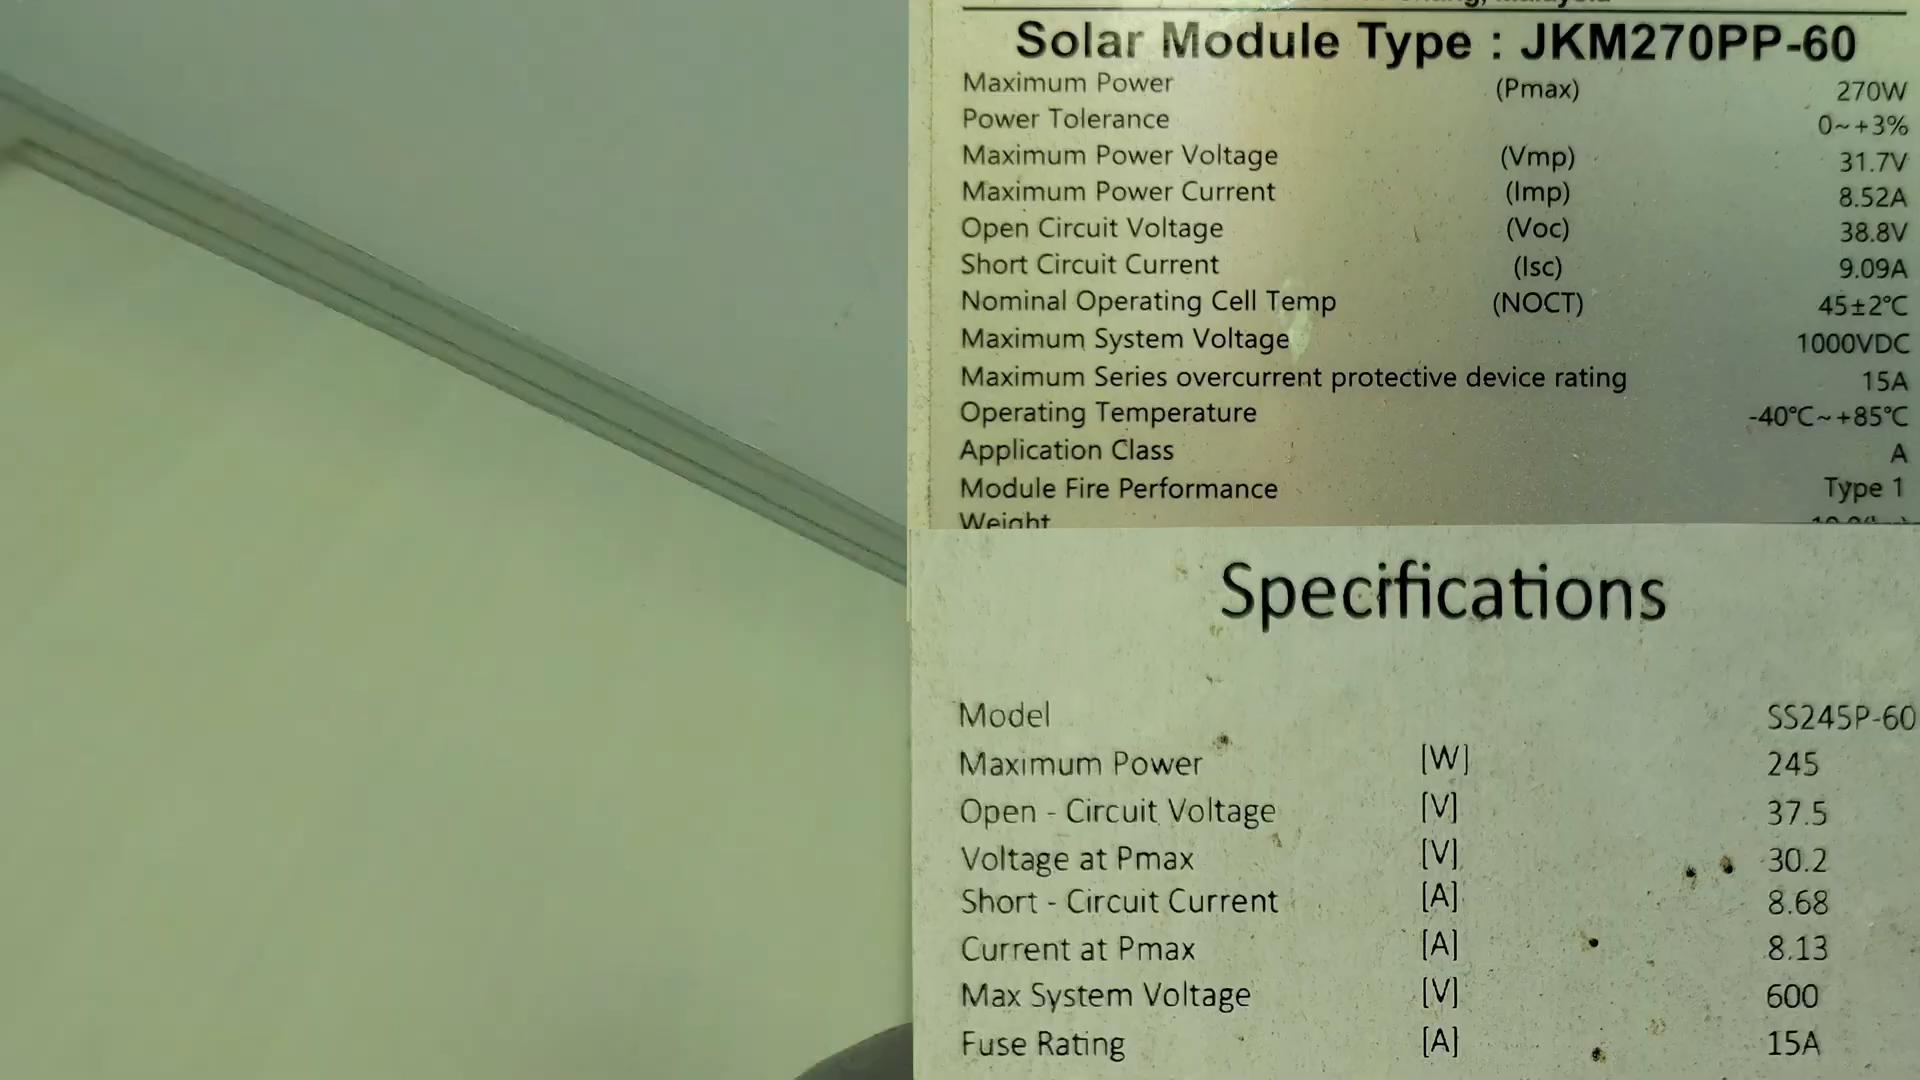 Solar Module Type : JKM270PP-60
Maximum Power (Pmax) 270W
Power Tolerance 0~+3%
Maximum Power Voltage (Vmp) 31.7V
Maximum Power Current (Imp) 8.52A
Open Circuit Voltage (Voc) 38.8V
Short Circuit Current (Isc) 9.09A
Nominal Operating Cell Temp (NOCT) 45±2℃
Maximum System Voltage 1000VDC
Maximum Series overcurrent protective device rating 15A
Operating Temperature -40℃~+85℃
Application Class A
Module Fire Performance Type 1
Weight
Specifications
Model SS245P-60
Maximum Power [W] 245
Open - Circuit Voltage [V] 37.5
Voltage at Pmax [V] 30.2
Short - Circuit Current [A] 8.68
Current at Pmax [A] 8.13
Max System Voltage [V] 600
Fuse Rating [A] 15A